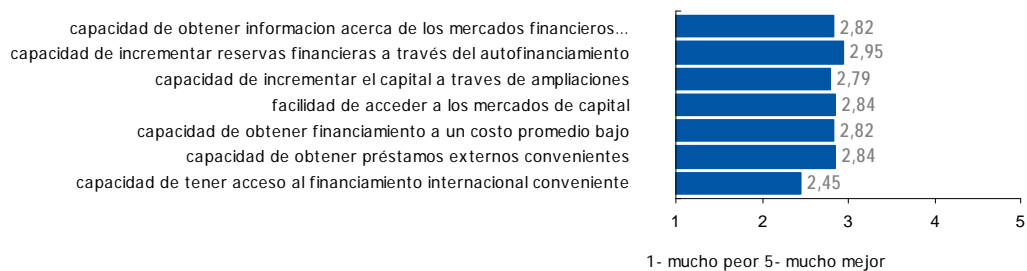 capacidad de obtener informacion acerca de los mercados financieros... 2,82
capacidad de incrementar reservas financieras a través del autofinanciamiento 2,95
capacidad de incrementar el capital a traves de ampliaciones 2,79
facilidad de acceder a los mercados de capital 2,84
capacidad de obtener financiamiento a un costo promedio bajo 2,82
capacidad de obtener préstamos externos convenientes 2,84
capacidad de tener acceso al financiamiento internacional conveniente 2,45
1 2 3 4 5
1- mucho peor 5- mucho mejor